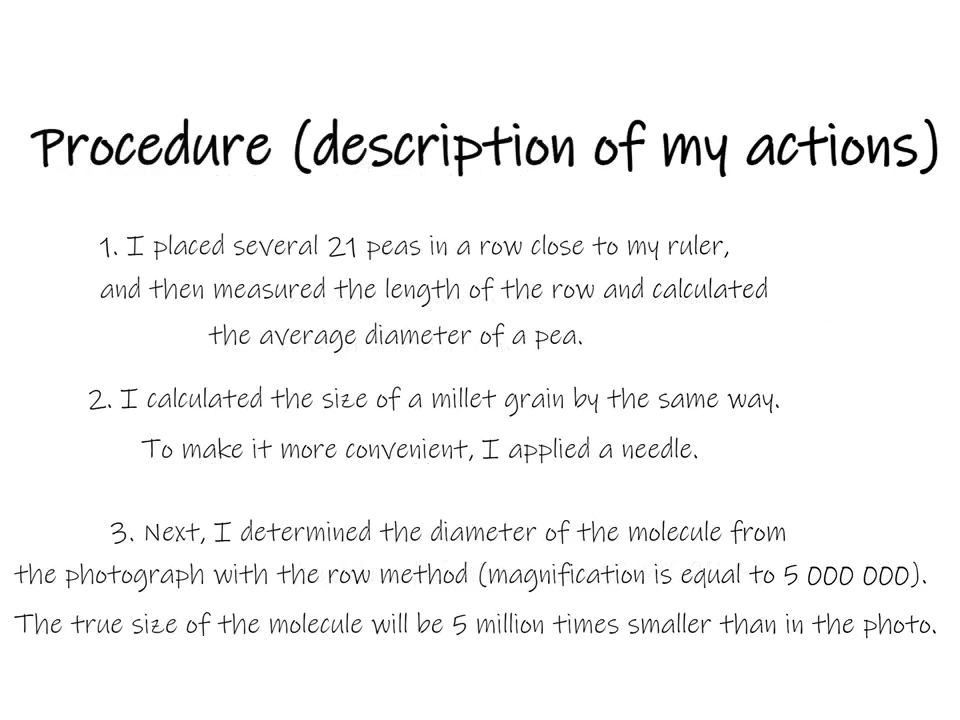 Procedure (description of my actions)
1. I placed several 21 peas in a row close to my ruler,
and then measured the length of the row and calculated
the average diameter of a pea.
2. I calculated the size of a millet grain by the same way.
To make it more convenient, I applied a needle.
3. Next, I determined the diameter of the molecule from
the photograph with the row method (magnification is equal to 5 000 000).
The true size of the molecule will be 5 million times smaller than in the photo.